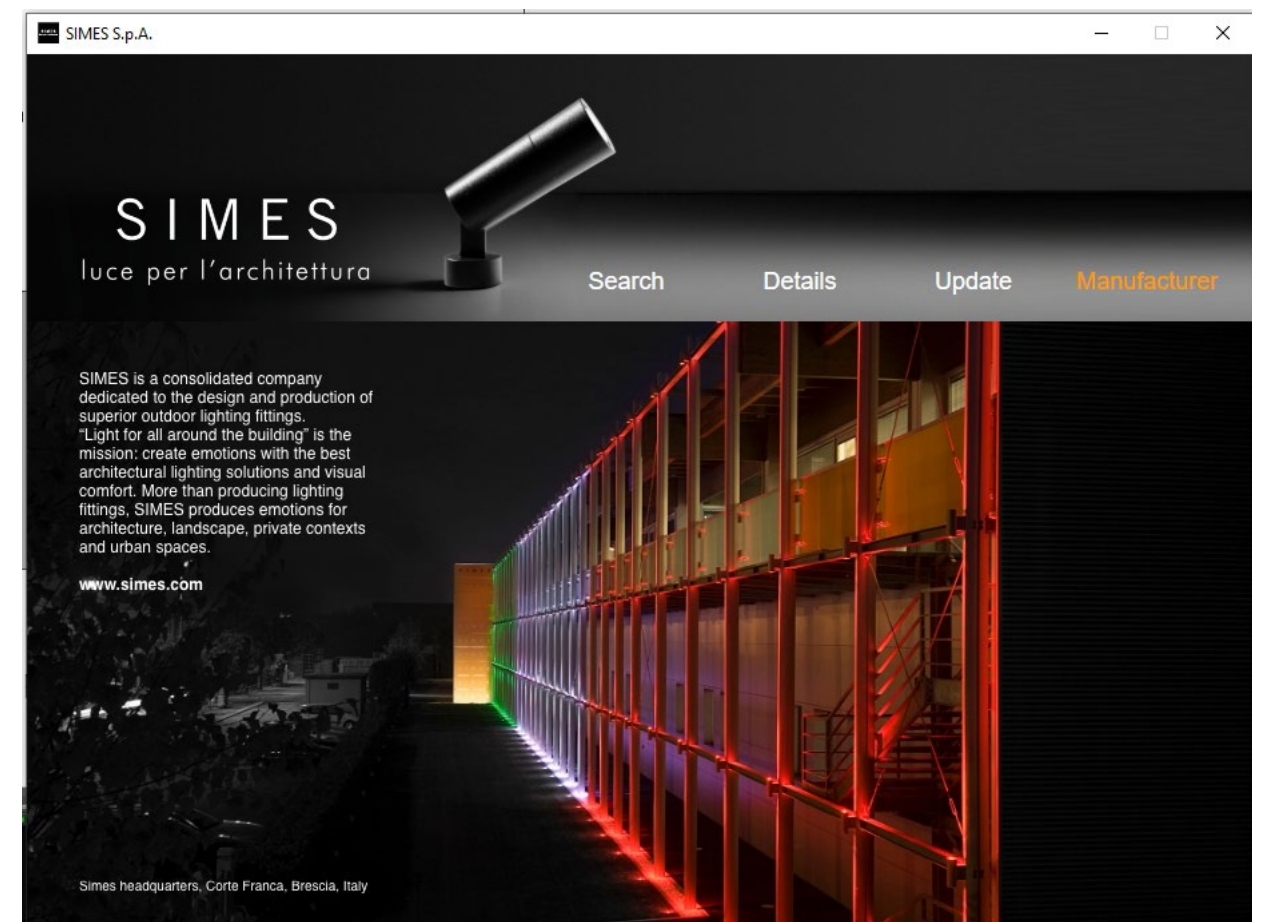 SIMES S.p.A.
SIMES
luce per l'architettura
Search Details Update Manufacturer
SIMES is a consolidated company
dedicated to the design and production of
superior outdoor lighting fittings.
“Light for all around the building” is the
mission: create emotions with the best
architectural lighting solutions and visual
comfort. More than producing lighting
fittings, SIMES produces emotions for
architecture, landscape, private contexts
and urban spaces.
www.simes.com
Simes headquarters, Corte Franca, Brescia, Italy